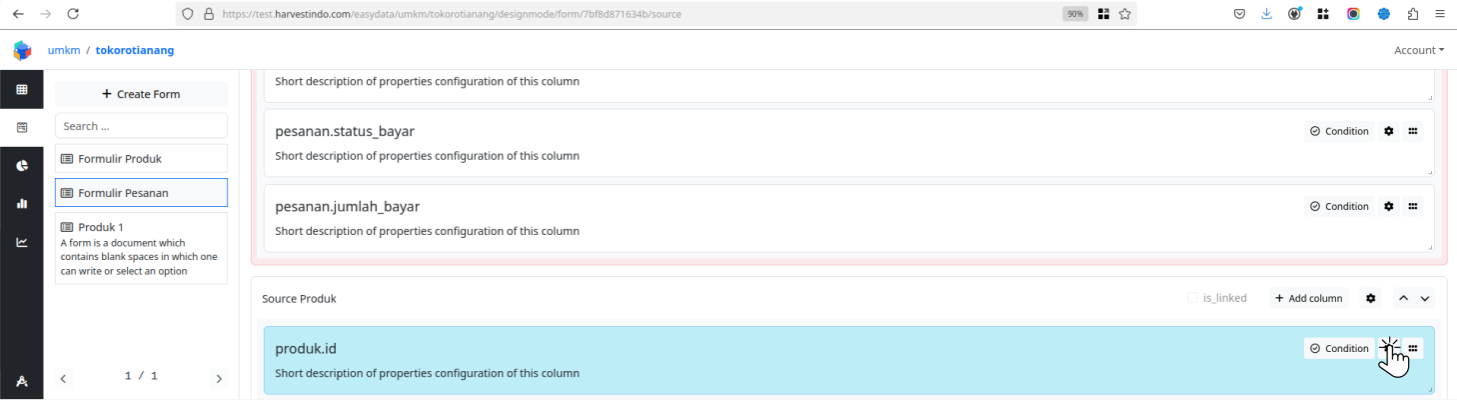 https://test.harvestindo.com/easydata/umkm/tokorotianang/designmode/form/7bf8d871634b/source
90%
umkm / tokorotianang
Account
+ Create Form
Search ...
Formulir Produk
Formulir Pesanan
Produk 1
A form is a document which
contains blank spaces in which one
can write or select an option
1 / 1
Short description of properties configuration of this column
pesanan.status_bayar
Condition
Short description of properties configuration of this column
pesanan.jumlah_bayar
Condition
Short description of properties configuration of this column
Source Produk
is_linked
+ Add column
produk.id
Condition
Short description of properties configuration of this column